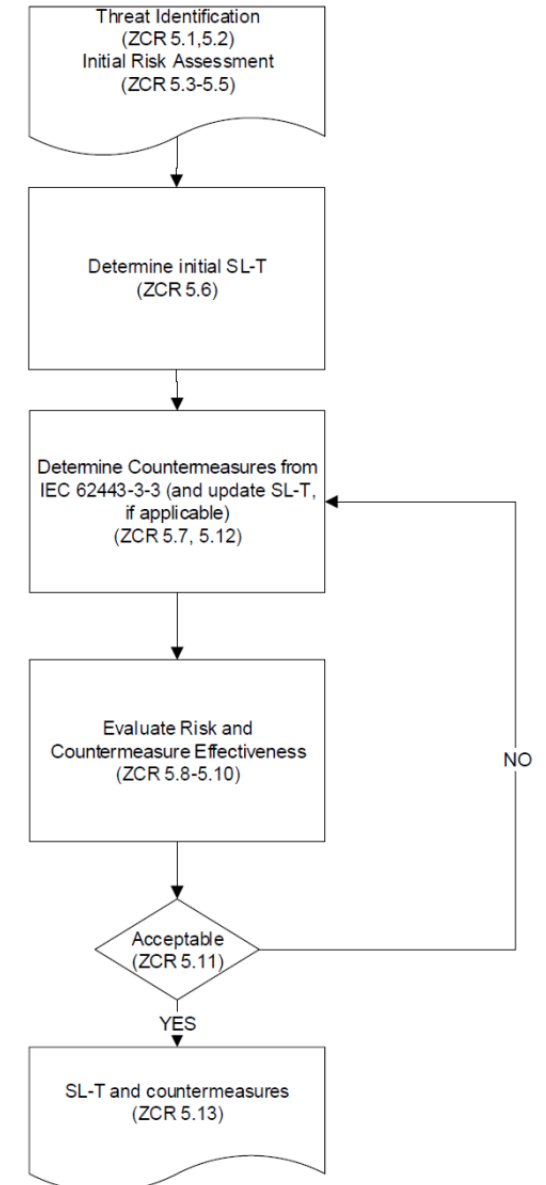 Threat Identification
(ZCR 5.1,5.2)
Initial Risk Assessment
(ZCR 5.3-5.5)
Determine initial SL-T
(ZCR 5.6)
Determine Countermeasures from
IEC 62443-3-3 (and update SL-T,
if applicable)
(ZCR 5.7, 5.12)
Evaluate Risk and
Countermeasure Effectiveness
(ZCR 5.8-5.10)
NO
Acceptable
(ZCR 5.11)
YES
SL-T and countermeasures
(ZCR 5.13)